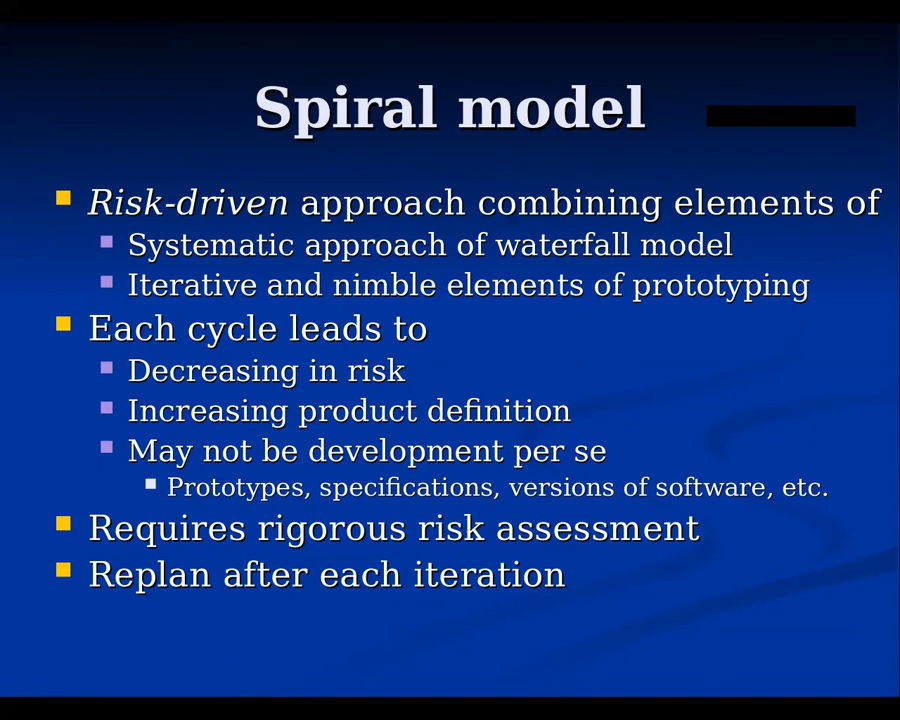 Spiral model
Risk-driven approach combining elements of
Systematic approach of waterfall model
Iterative and nimble elements of prototyping
Each cycle leads to
Decreasing in risk
Increasing product definition
May not be development per se
Prototypes, specifications, versions of software, etc.
Requires rigorous risk assessment
Replan after each iteration